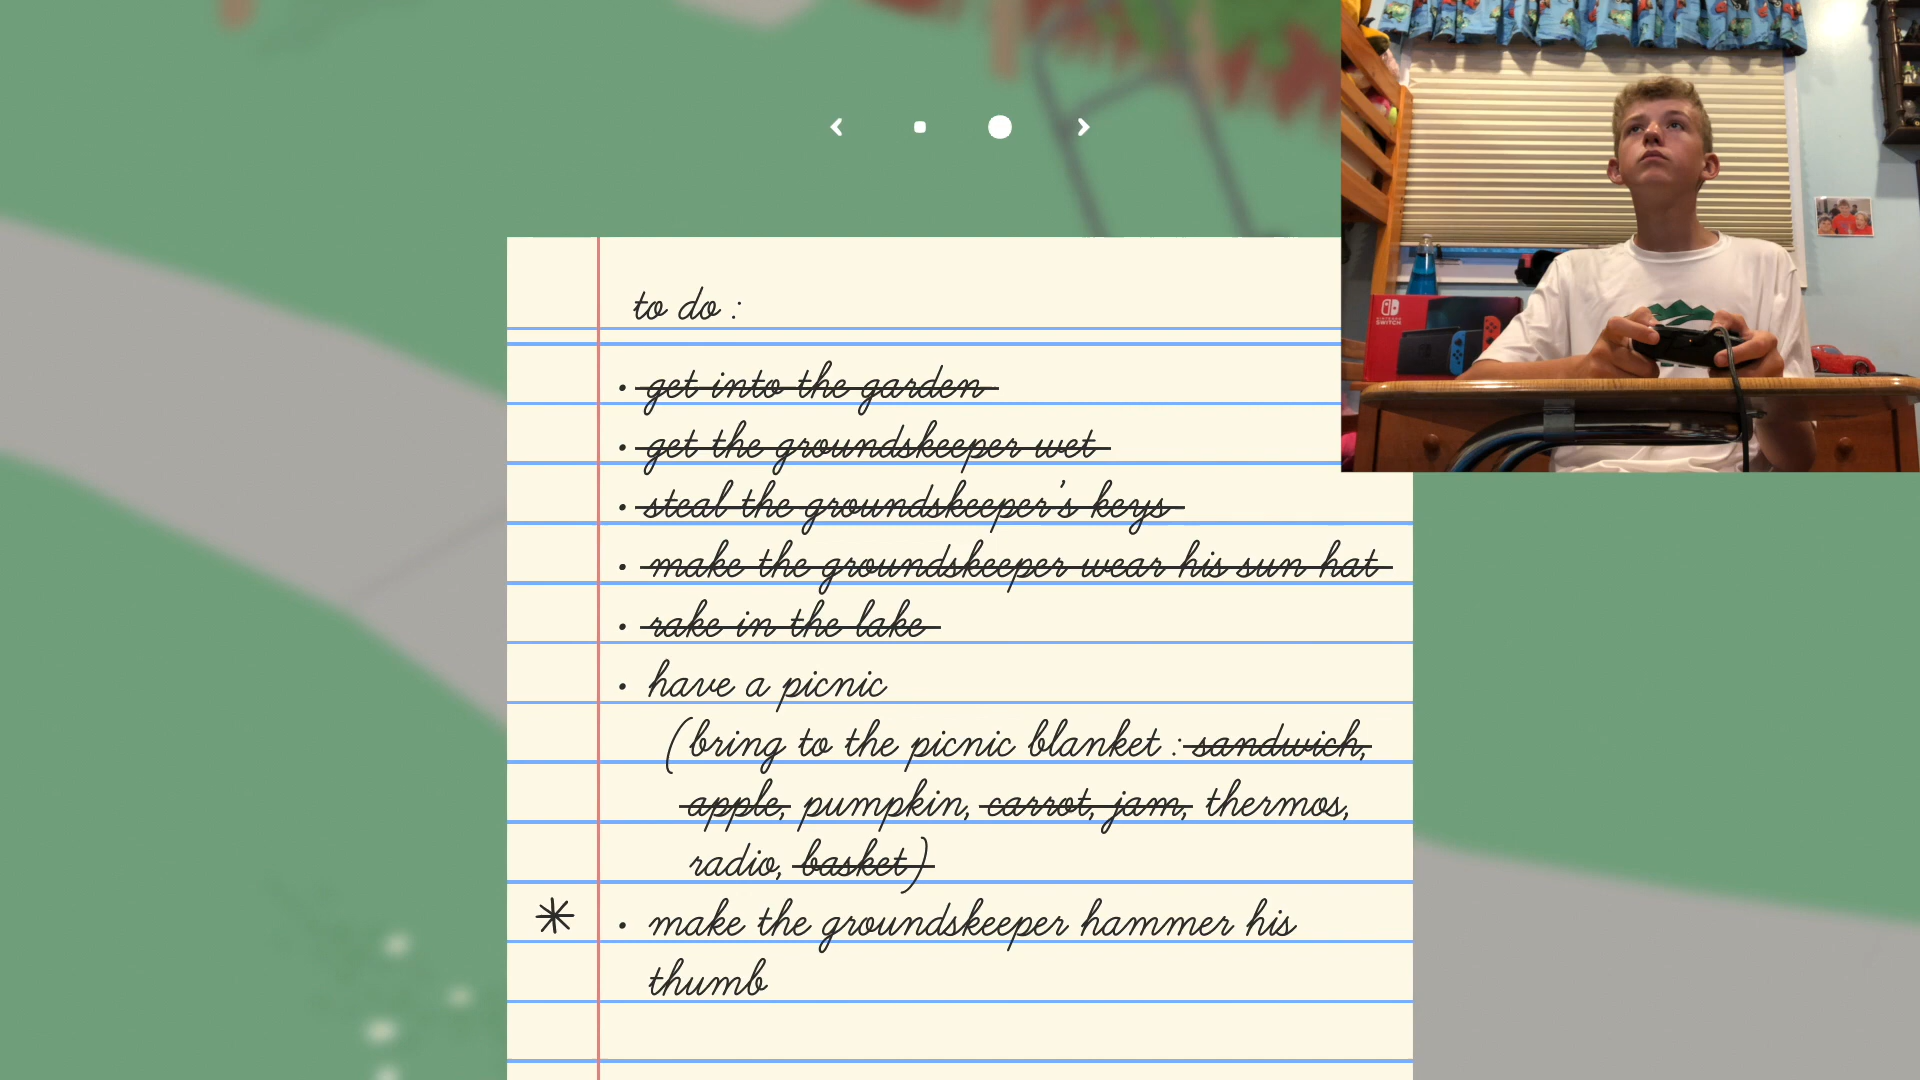 to do :
• get into the garden
• get the groundskeeper wet
• steal the groundskeeper's keys
• make the groundskeeper wear his sun hat
• rake in the lake
• have a picnic
(bring to the picnic blanket : sandwich,
apple, pumpkin, carrot, jam, thermos,
radio, basket)
* • make the groundskeeper hammer his
thumb
NINTENDO
SWITCH